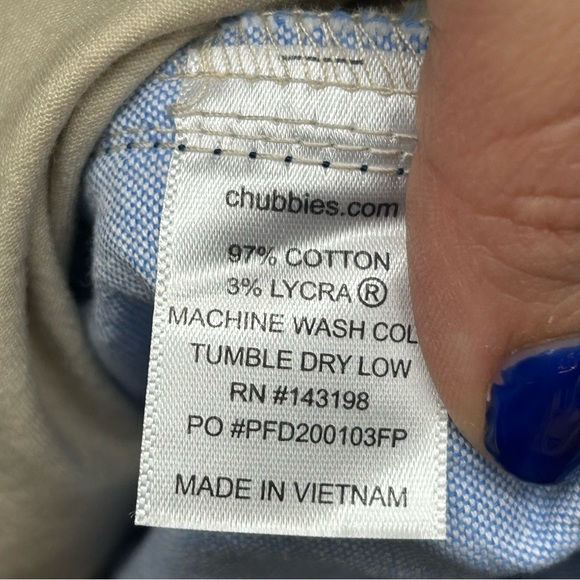 chubbies.com
97% COTTON
3% LYCRA ®
MACHINE WASH COL
TUMBLE DRY LOW
RN #143198
PO #PFD200103FP
MADE IN VIETNAM